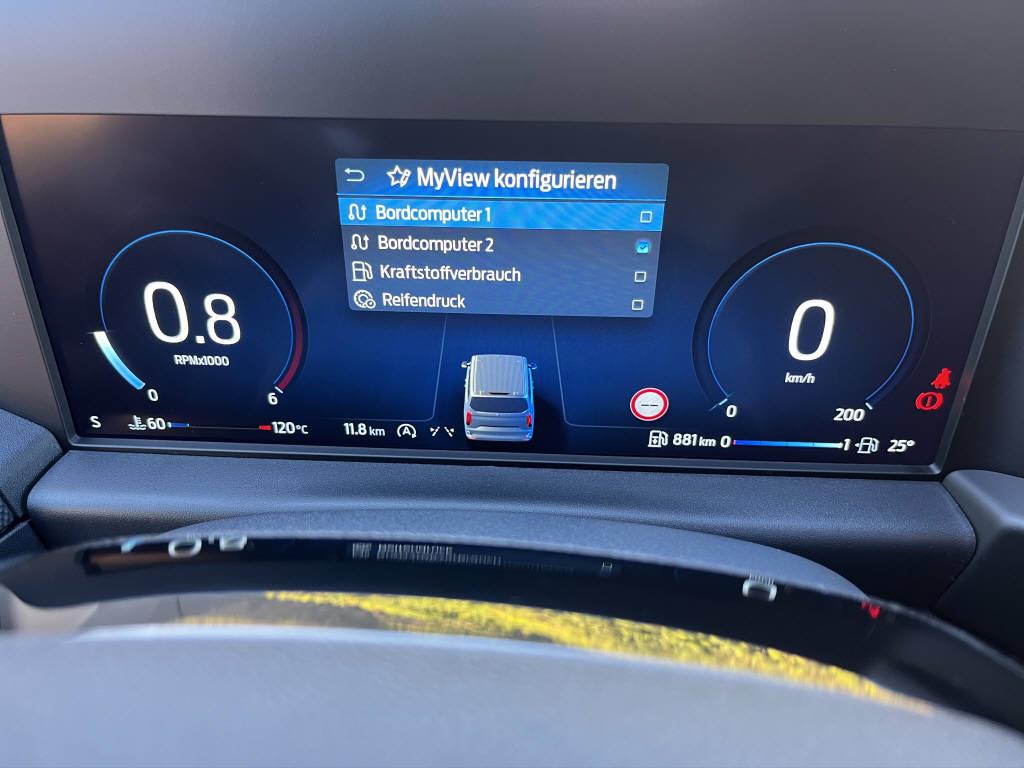 MyView konfigurieren
Bordcomputer 1
Bordcomputer 2
Kraftstoffverbrauch
Reifendruck
0.8
RPMx1000
0
6
0
km/h
0
200
S
60
120°C
11.8 km
A
881 km
0
1
25°